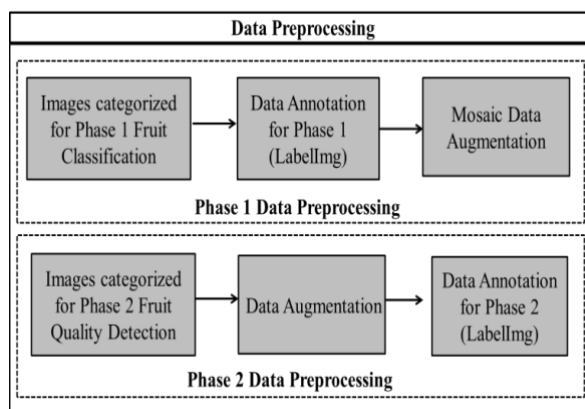 Data Preprocessing
Images categorized
for Phase 1 Fruit
Classification
Data Annotation
for Phase 1
(LabelImg)
Mosaic Data
Augmentation
Phase 1 Data Preprocessing
Images categorized
for Phase 2 Fruit
Quality Detection
Data Augmentation
Data Annotation
for Phase 2
(LabelImg)
Phase 2 Data Preprocessing